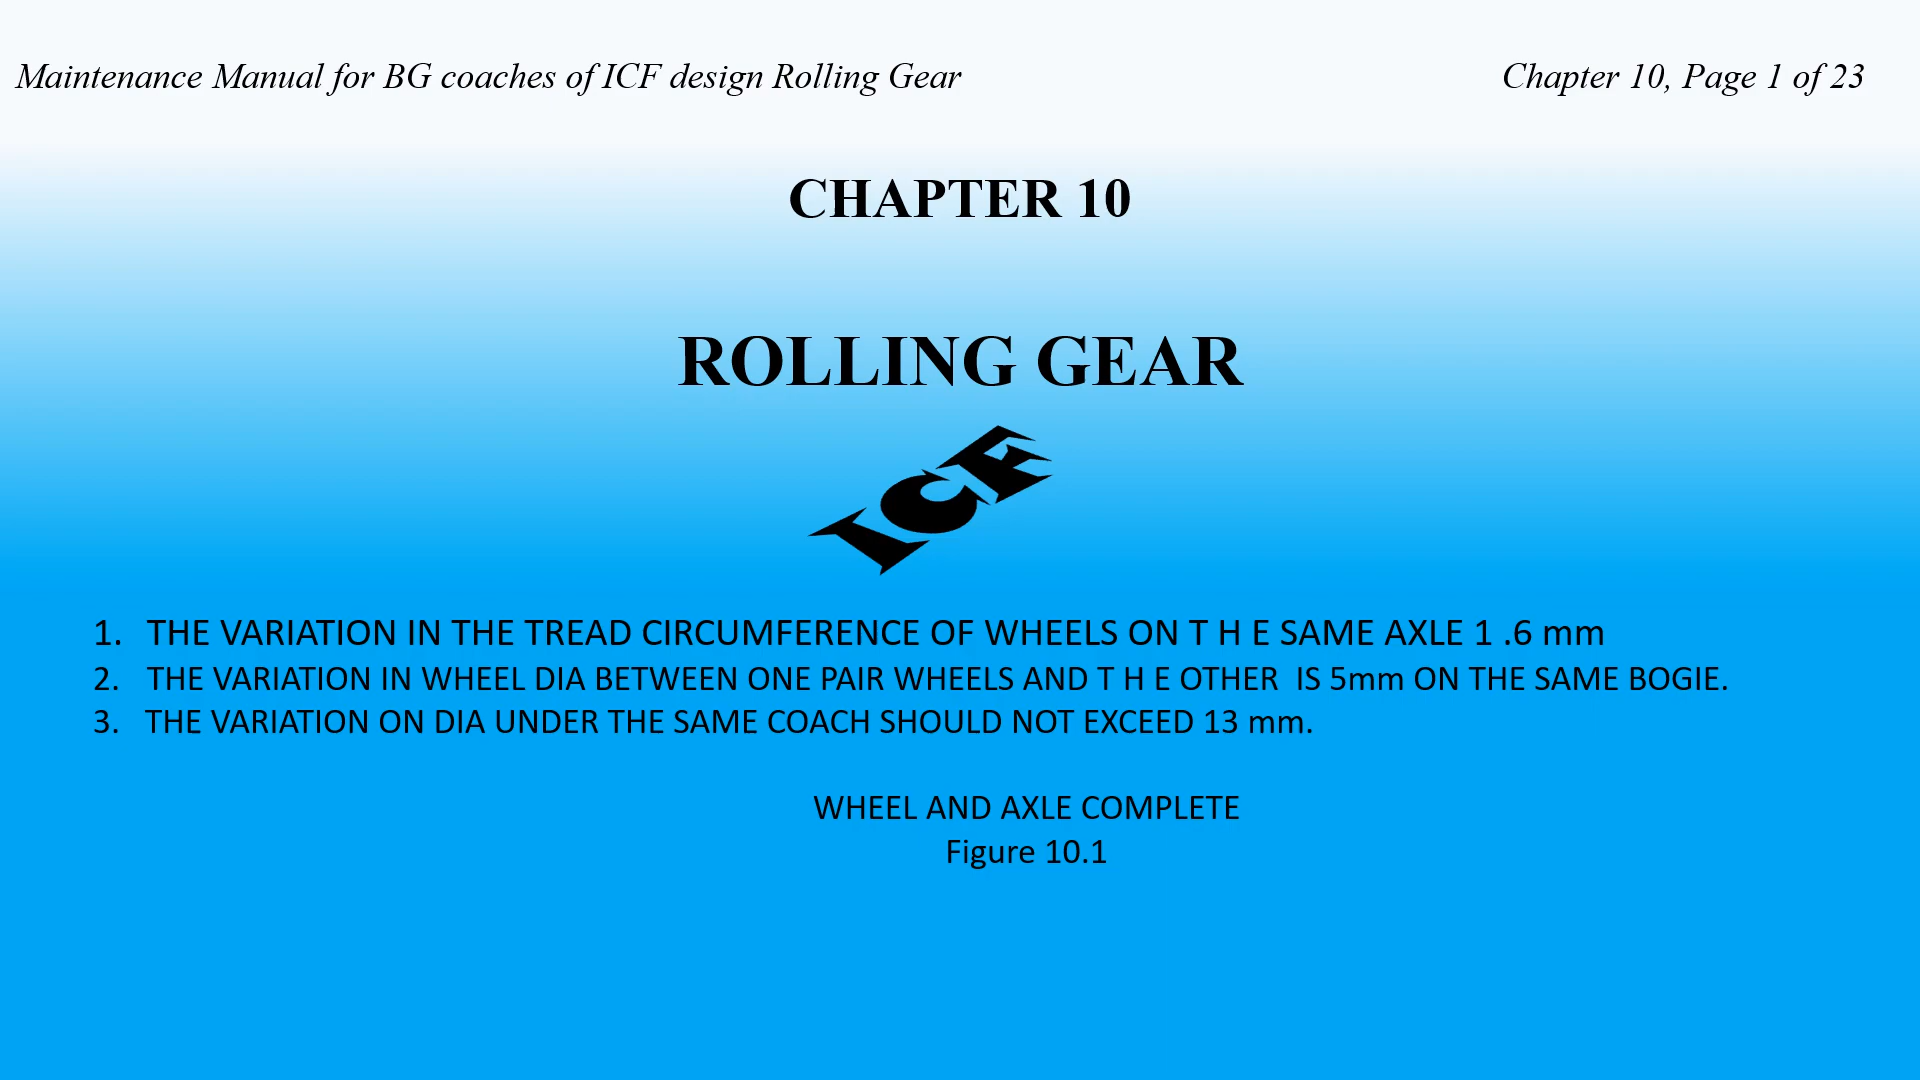 Maintenance Manual for BG coaches of ICF design Rolling Gear
Chapter 10, Page 1 of 23
CHAPTER 10
ROLLING GEAR
ICF
1. THE VARIATION IN THE TREAD CIRCUMFERENCE OF WHEELS ON T H E SAME AXLE 1 .6 mm
2. THE VARIATION IN WHEEL DIA BETWEEN ONE PAIR WHEELS AND T H E OTHER  IS 5mm ON THE SAME BOGIE.
3. THE VARIATION ON DIA UNDER THE SAME COACH SHOULD NOT EXCEED 13 mm.
WHEEL AND AXLE COMPLETE
Figure 10.1